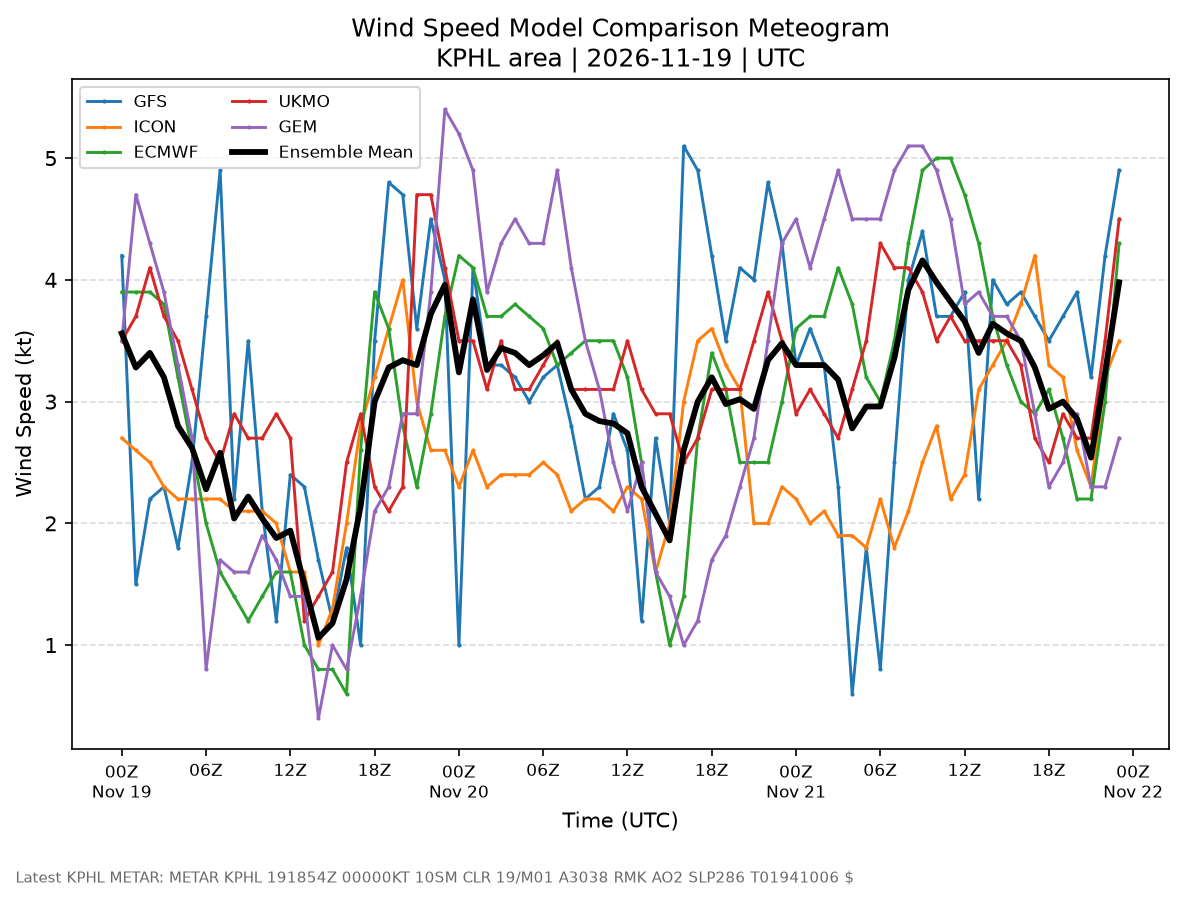 Wind Speed Model Comparison Meteogram
KPHL area | 2026-11-19 | UTC
GFS
ICON
ECMWF
UKMO
GEM
Ensemble Mean
Wind Speed (kt)
5
4
3
2
1
00Z
Nov 19
06Z
12Z
18Z
00Z
Nov 20
06Z
12Z
18Z
00Z
Nov 21
06Z
12Z
18Z
00Z
Nov 22
Time (UTC)
Latest KPHL METAR: METAR KPHL 191854Z 00000KT 10SM CLR 19/M01 A3038 RMK AO2 SLP286 T01941006 $